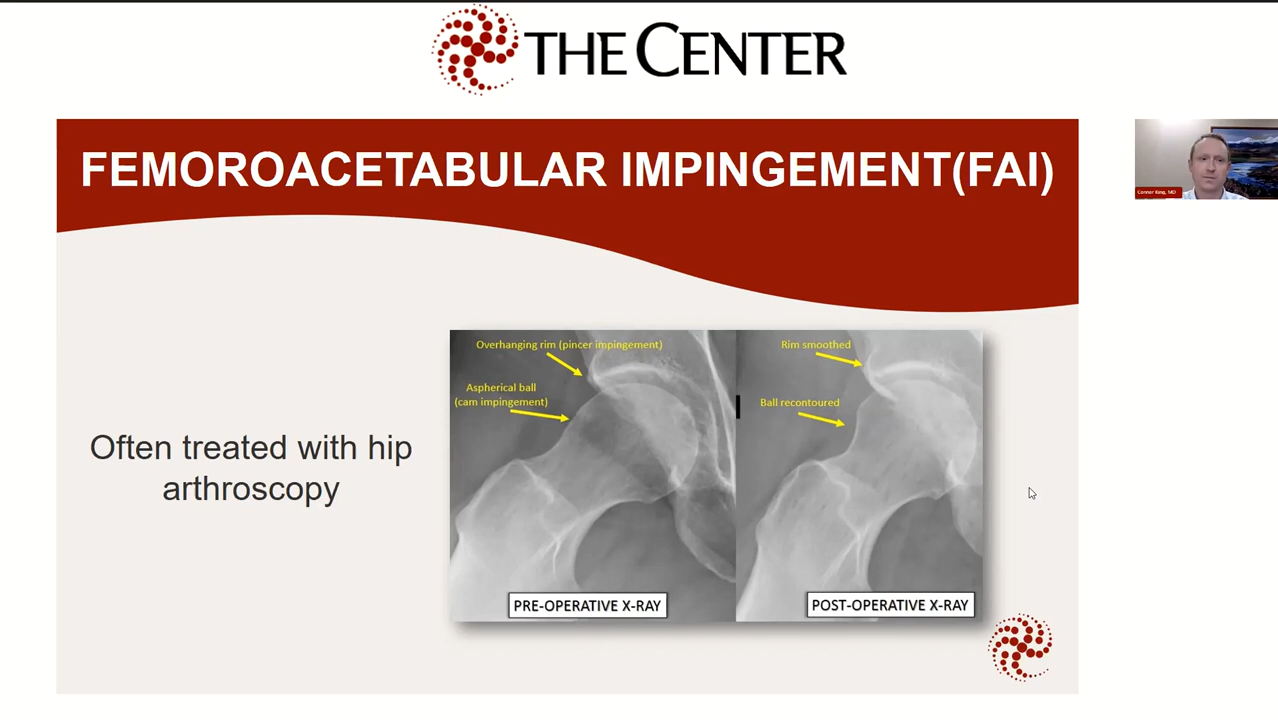 THE CENTER
FEMOROACETABULAR IMPINGEMENT(FAI)
Conner King, MD
Often treated with hip
arthroscopy
Overhanging rim (pincer impingement)
Aspherical ball
(cam impingement)
PRE-OPERATIVE X-RAY
Rim smoothed
Ball recontoured
POST-OPERATIVE X-RAY